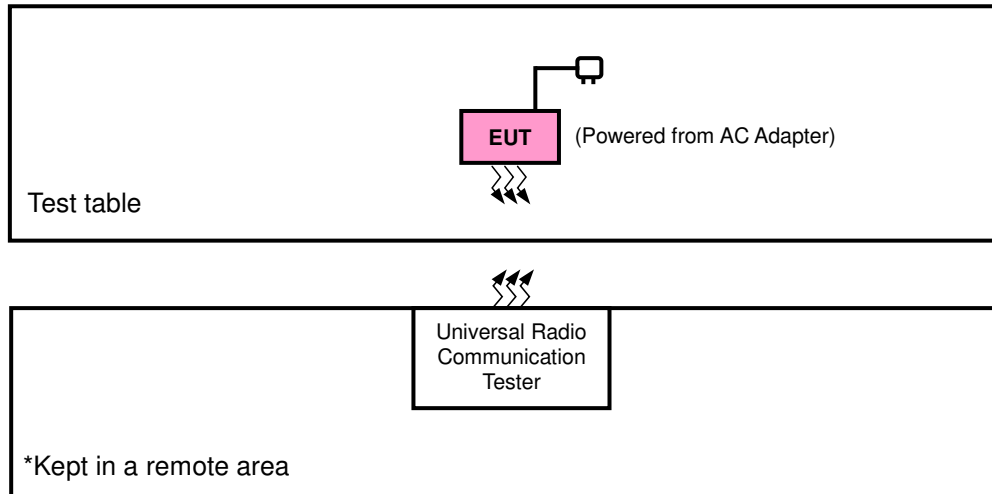 EUT
(Powered from AC Adapter)
Test table
Universal Radio
Communication
Tester
*Kept in a remote area